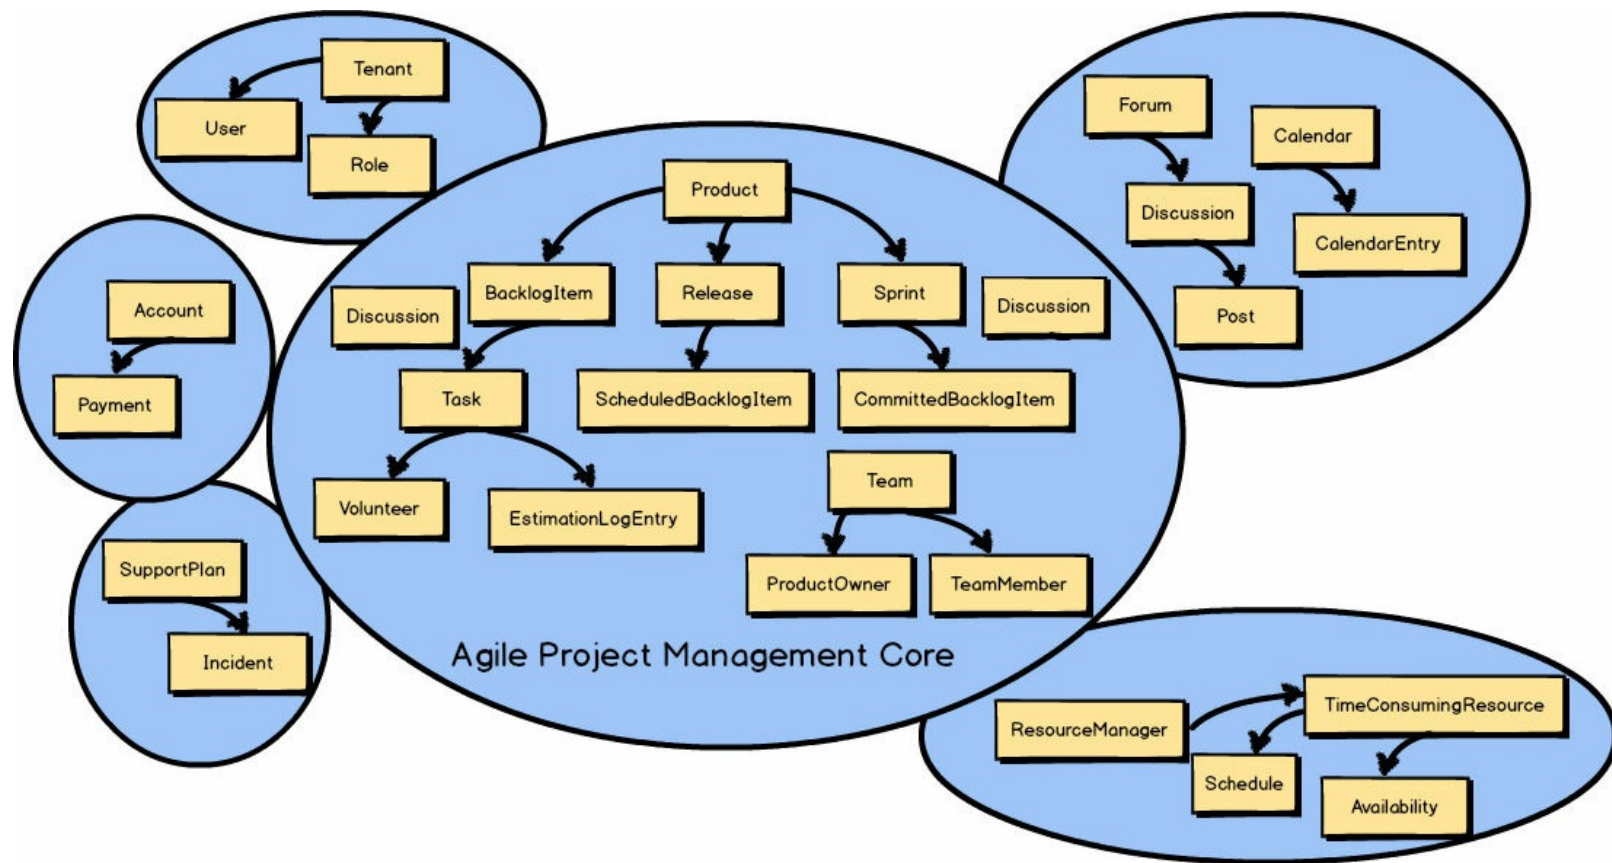 Tenant
User
Role
Forum
Calendar
Discussion
CalendarEntry
Post
Product
BacklogItem
Release
Sprint
Discussion
Discussion
Task
ScheduledBacklogItem
CommittedBacklogItem
Volunteer
EstimationLogEntry
Team
ProductOwner
TeamMember
Agile Project Management Core
Account
Payment
SupportPlan
Incident
ResourceManager
TimeConsumingResource
Schedule
Availability